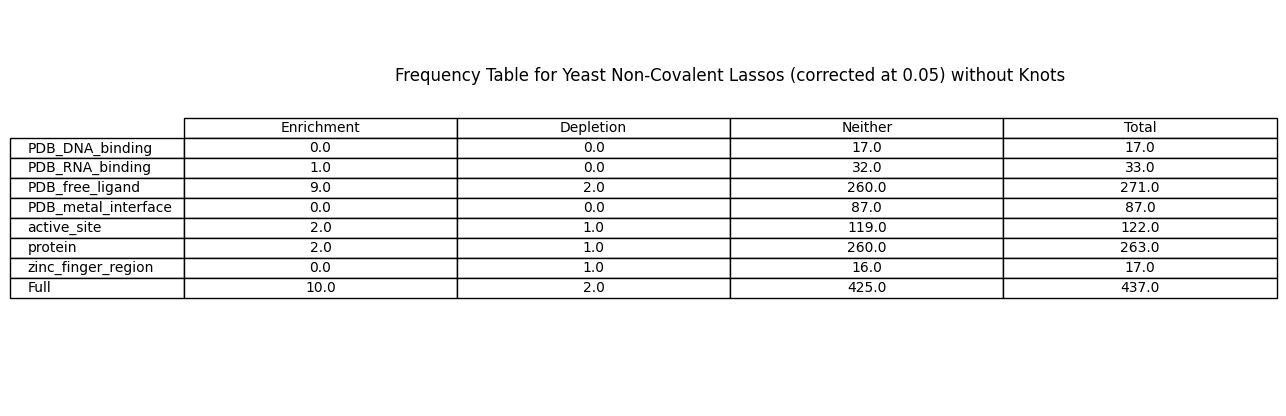 Frequency Table for Yeast Non-Covalent Lassos (corrected at 0.05) without Knots
Enrichment Depletion Neither Total
PDB_DNA_binding 0.0 0.0 17.0 17.0
PDB_RNA_binding 1.0 0.0 32.0 33.0
PDB_free_ligand 9.0 2.0 260.0 271.0
PDB_metal_interface 0.0 0.0 87.0 87.0
active_site 2.0 1.0 119.0 122.0
protein 2.0 1.0 260.0 263.0
zinc_finger_region 0.0 1.0 16.0 17.0
Full 10.0 2.0 425.0 437.0